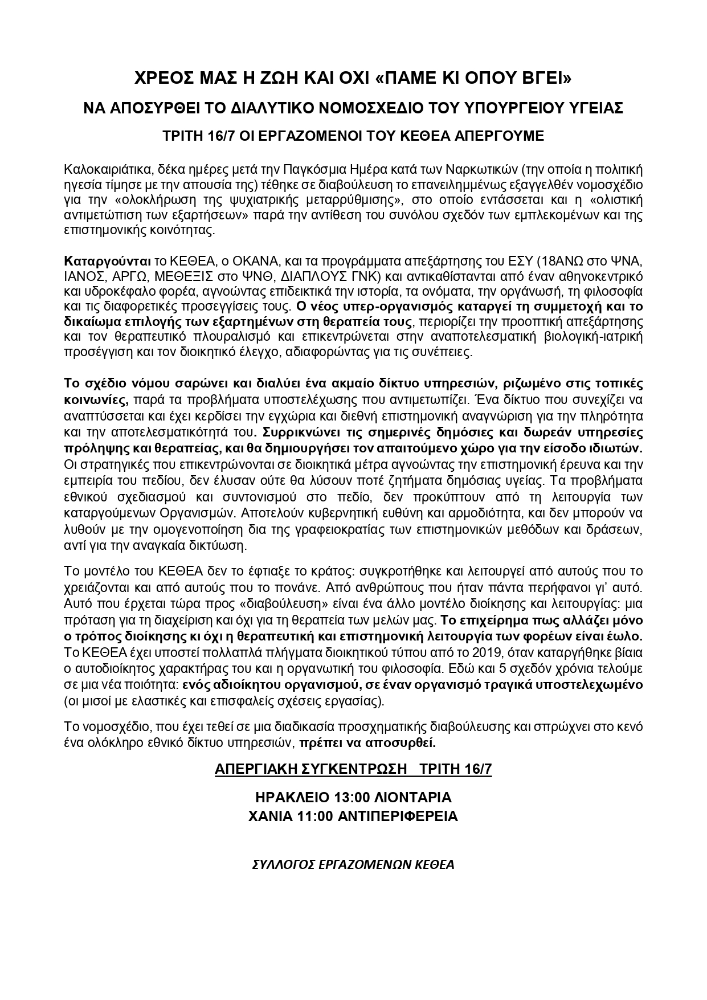 ΧΡΕΟΣ ΜΑΣ Η ΖΩΗ ΚΑΙ ΟΧΙ «ΠΑΜΕ ΚΙ ΟΠΟΥ ΒΓΕΙ»
ΝΑ ΑΠΟΣΥΡΘΕΙ ΤΟ ΔΙΑΛΥΤΙΚΟ ΝΟΜΟΣΧΕΔΙΟ ΤΟΥ ΥΠΟΥΡΓΕΙΟΥ ΥΓΕΙΑΣ
ΤΡΙΤΗ 16/7 ΟΙ ΕΡΓΑΖΟΜΕΝΟΙ ΤΟΥ ΚΕΘΕΑ ΑΠΕΡΓΟΥΜΕ
Καλοκαιριάτικα, δέκα ημέρες μετά την Παγκόσμια Ημέρα κατά των Ναρκωτικών (την οποία η πολιτική
ηγεσία τίμησε με την απουσία της) τέθηκε σε διαβούλευση το επανειλημμένως εξαγγελθέν νομοσχέδιο
για την «ολοκλήρωση της ψυχιατρικής μεταρρύθμισης», στο οποίο εντάσσεται και η «ολιστική
αντιμετώπιση των εξαρτήσεων» παρά την αντίθεση του συνόλου σχεδόν των εμπλεκομένων και της
επιστημονικής κοινότητας.
Καταργούνται το ΚΕΘΕΑ, ο ΟΚΑΝΑ, και τα προγράμματα απεξάρτησης του ΕΣΥ (18ΑΝΩ στο ΨΝΑ,
ΙΑΝΟΣ, ΑΡΓΩ, ΜΕΘΕΞΙΣ στο ΨΝΘ, ΔΙΑΠΛΟΥΣ ΓΝΚ) και αντικαθίστανται από έναν αθηνοκεντρικό
και υδροκέφαλο φορέα, αγνοώντας επιδεικτικά την ιστορία, τα ονόματα, την οργάνωσή, τη φιλοσοφία
και τις διαφορετικές προσεγγίσεις τους. Ο νέος υπερ-οργανισμός καταργεί τη συμμετοχή και το
δικαίωμα επιλογής των εξαρτημένων στη θεραπεία τους, περιορίζει την προοπτική απεξάρτησης
και τον θεραπευτικό πλουραλισμό και επικεντρώνεται στην αναποτελεσματική βιολογική-ιατρική
προσέγγιση και τον διοικητικό έλεγχο, αδιαφορώντας για τις συνέπειες.
Το σχέδιο νόμου σαρώνει και διαλύει ένα ακμαίο δίκτυο υπηρεσιών, ριζωμένο στις τοπικές
κοινωνίες, παρά τα προβλήματα υποστελέχωσης που αντιμετωπίζει. Ένα δίκτυο που συνεχίζει να
αναπτύσσεται και έχει κερδίσει την εγχώρια και διεθνή επιστημονική αναγνώριση για την πληρότητα
και την αποτελεσματικότητά του. Συρρικνώνει τις σημερινές δημόσιες και δωρεάν υπηρεσίες
πρόληψης και θεραπείας, και θα δημιουργήσει τον απαιτούμενο χώρο για την είσοδο ιδιωτών.
Οι στρατηγικές που επικεντρώνονται σε διοικητικά μέτρα αγνοώντας την επιστημονική έρευνα και την
εμπειρία του πεδίου, δεν έλυσαν ούτε θα λύσουν ποτέ ζητήματα δημόσιας υγείας. Τα προβλήματα
εθνικού σχεδιασμού και συντονισμού στο πεδίο, δεν προκύπτουν από τη λειτουργία των
καταργούμενων Οργανισμών. Αποτελούν κυβερνητική ευθύνη και αρμοδιότητα, και δεν μπορούν να
λυθούν με την ομογενοποίηση δια της γραφειοκρατίας των επιστημονικών μεθόδων και δράσεων,
αντί για την αναγκαία δικτύωση.
Το μοντέλο του ΚΕΘΕΑ δεν το έφτιαξε το κράτος: συγκροτήθηκε και λειτουργεί από αυτούς που το
χρειάζονται και από αυτούς που το πονάνε. Από ανθρώπους που ήταν πάντα περήφανοι γι’ αυτό.
Αυτό που έρχεται τώρα προς «διαβούλευση» είναι ένα άλλο μοντέλο διοίκησης και λειτουργίας: μια
πρόταση για τη διαχείριση και όχι για τη θεραπεία των μελών μας. Το επιχείρημα πως αλλάζει μόνο
ο τρόπος διοίκησης κι όχι η θεραπευτική και επιστημονική λειτουργία των φορέων είναι έωλο.
Το ΚΕΘΕΑ έχει υποστεί πολλαπλά πλήγματα διοικητικού τύπου από το 2019, όταν καταργήθηκε βίαια
ο αυτοδιοίκητος χαρακτήρας του και η οργανωτική του φιλοσοφία. Εδώ και 5 σχεδόν χρόνια τελούμε
σε μια νέα ποιότητα: ενός αδιοίκητου οργανισμού, σε έναν οργανισμό τραγικά υποστελεχωμένο
(οι μισοί με ελαστικές και επισφαλείς σχέσεις εργασίας).
Το νομοσχέδιο, που έχει τεθεί σε μια διαδικασία προσχηματικής διαβούλευσης και σπρώχνει στο κενό
ένα ολόκληρο εθνικό δίκτυο υπηρεσιών, πρέπει να αποσυρθεί.
ΑΠΕΡΓΙΑΚΗ ΣΥΓΚΕΝΤΡΩΣΗ ΤΡΙΤΗ 16/7
ΗΡΑΚΛΕΙΟ 13:00 ΛΙΟΝΤΑΡΙΑ
ΧΑΝΙΑ 11:00 ΑΝΤΙΠΕΡΙΦΕΡΕΙΑ
ΣΥΛΛΟΓΟΣ ΕΡΓΑΖΟΜΕΝΩΝ ΚΕΘΕΑ